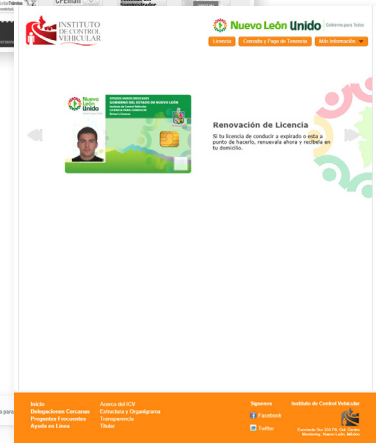 INSTITUTO
DE CONTROL
VEHICULAR
Nuevo León Unido
Gobierno para Todos
Licencia
Consulta y Pago de Tenencia
Más Información
Nuevo
León
Unido
GOBIERNO DEL ESTADO DE NUEVO LEÓN
Renovación de Licencia
Si tu licencia de conducir a expirado o esta a
punto de hacerlo, renuevala ahora y recibela en
tu domicilio.
Inicio
Delegaciones Cercanas
Preguntas Frecuentes
Ayuda en Línea
Acerca del ICV
Estructura y Organigrama
Transparencia
Titular
Siguenos
Facebook
Twitter
Instituto de Control Vehicular